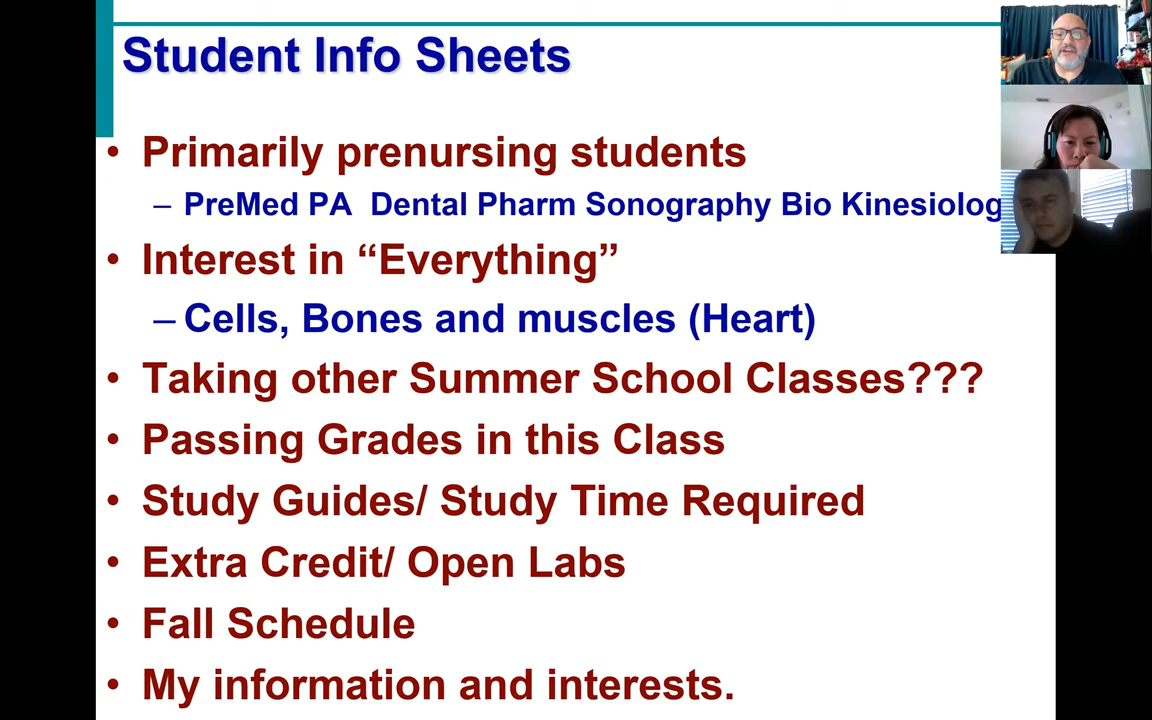 Student Info Sheets
• Primarily prenursing students
– PreMed PA  Dental Pharm Sonography Bio Kinesiolog
• Interest in “Everything”
– Cells, Bones and muscles (Heart)
• Taking other Summer School Classes???
• Passing Grades in this Class
• Study Guides/ Study Time Required
• Extra Credit/ Open Labs
• Fall Schedule
• My information and interests.